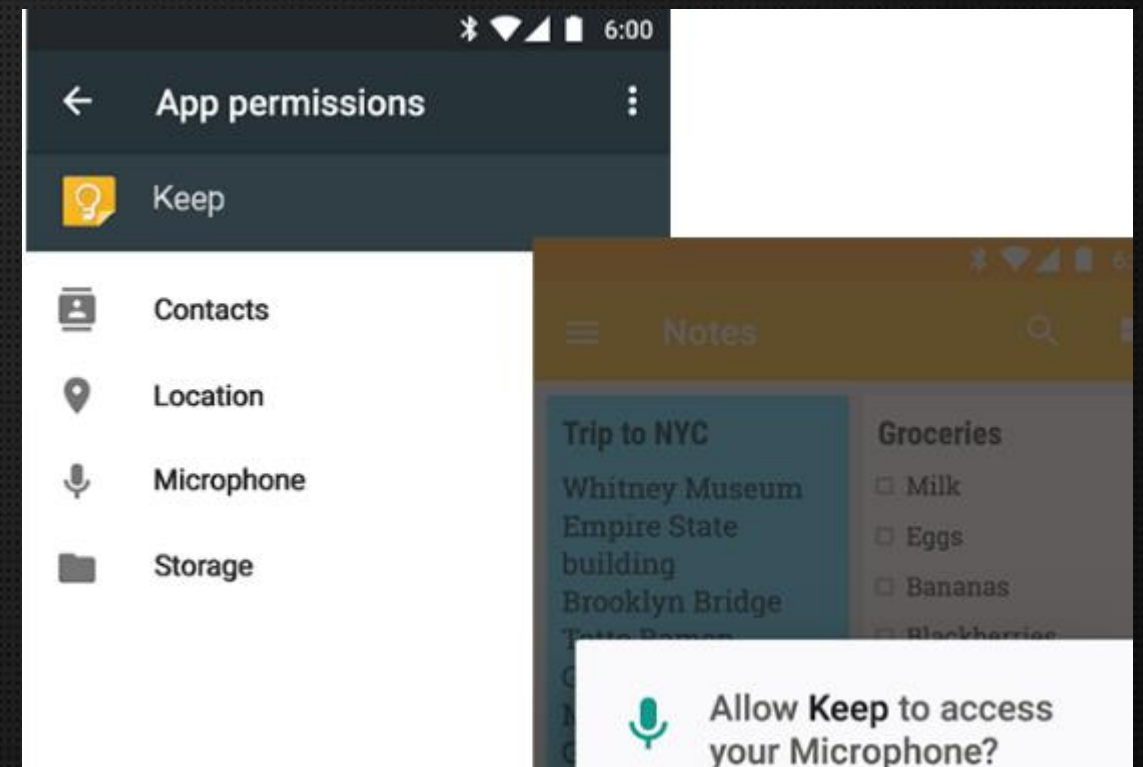 6:00
App permissions
Keep
Contacts
Location
Microphone
Storage
Notes
Trip to NYC
Whitney Museum
Empire State
building
Brooklyn Bridge
Groceries
Milk
Eggs
Bananas
Blackberries
Allow Keep to access
your Microphone?